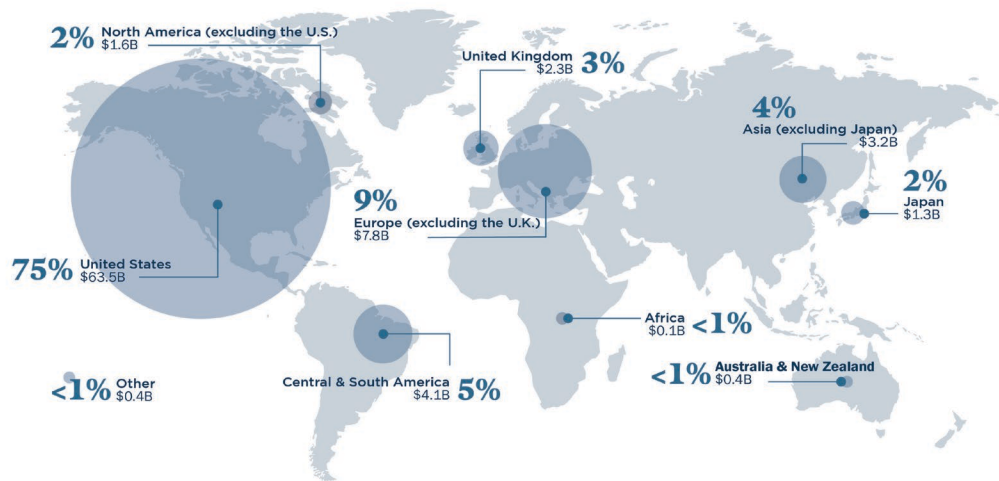 2% North America (excluding the U.S.)
$1.6B
United Kingdom 3%
$2.3B
4%
Asia (excluding Japan)
$3.2B
2%
Japan
$1.3B
9%
Europe (excluding the U.K.)
$7.8B
75% United States
$63.5B
Africa <1%
$0.1B
<1% Other
$0.4B
Central & South America 5%
$4.1B
<1% Australia & New Zealand
$0.4B